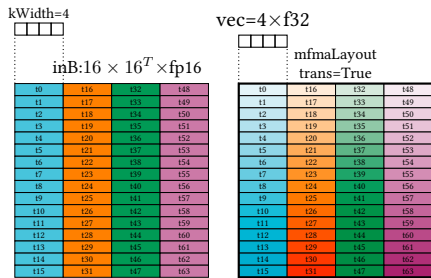 kWidth=4
vec=4×f32
mfmaLayout
trans=True
inB:16 × 16^T ×fp16
t0 t16 t32 t48
t1 t17 t33 t49
t2 t18 t34 t50
t3 t19 t35 t51
t4 t20 t36 t52
t5 t21 t37 t53
t6 t22 t38 t54
t7 t23 t39 t55
t8 t24 t40 t56
t9 t25 t41 t57
t10 t26 t42 t58
t11 t27 t43 t59
t12 t28 t44 t60
t13 t29 t45 t61
t14 t30 t46 t62
t15 t31 t47 t63
t0 t16 t32 t48
t1 t17 t33 t49
t2 t18 t34 t50
t3 t19 t35 t51
t4 t20 t36 t52
t5 t21 t37 t53
t6 t22 t38 t54
t7 t23 t39 t55
t8 t24 t40 t56
t9 t25 t41 t57
t10 t26 t42 t58
t11 t27 t43 t59
t12 t28 t44 t60
t13 t29 t45 t61
t14 t30 t46 t62
t15 t31 t47 t63